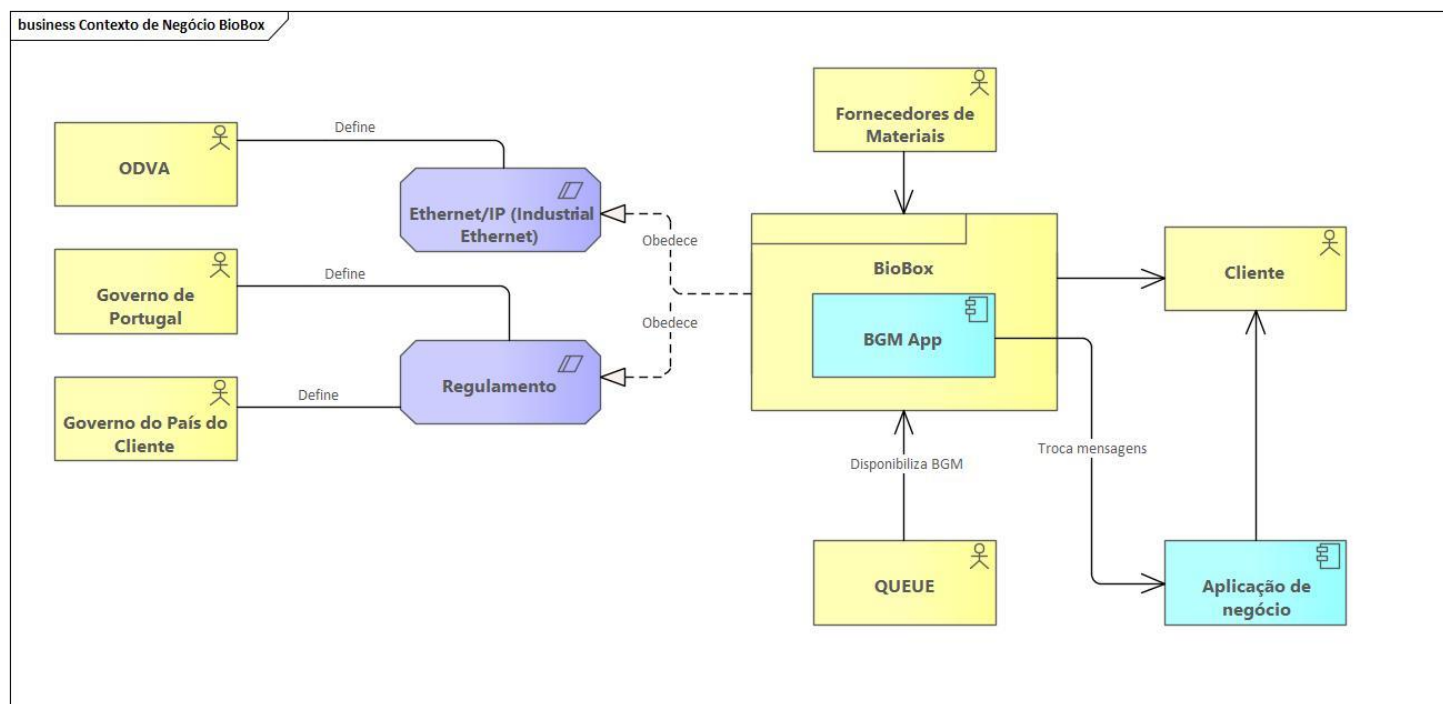 business Contexto de Negócio BioBox
Fornecedores de
Materiais
ODVA
Define
Ethernet/IP (Industrial
Ethernet)
Obedece
BioBox
Cliente
Governo de
Portugal
Define
Obedece
BGM App
Regulamento
Governo do País do
Cliente
Define
Disponibiliza BGM
Troca mensagens
QUEUE
Aplicação de
negócio